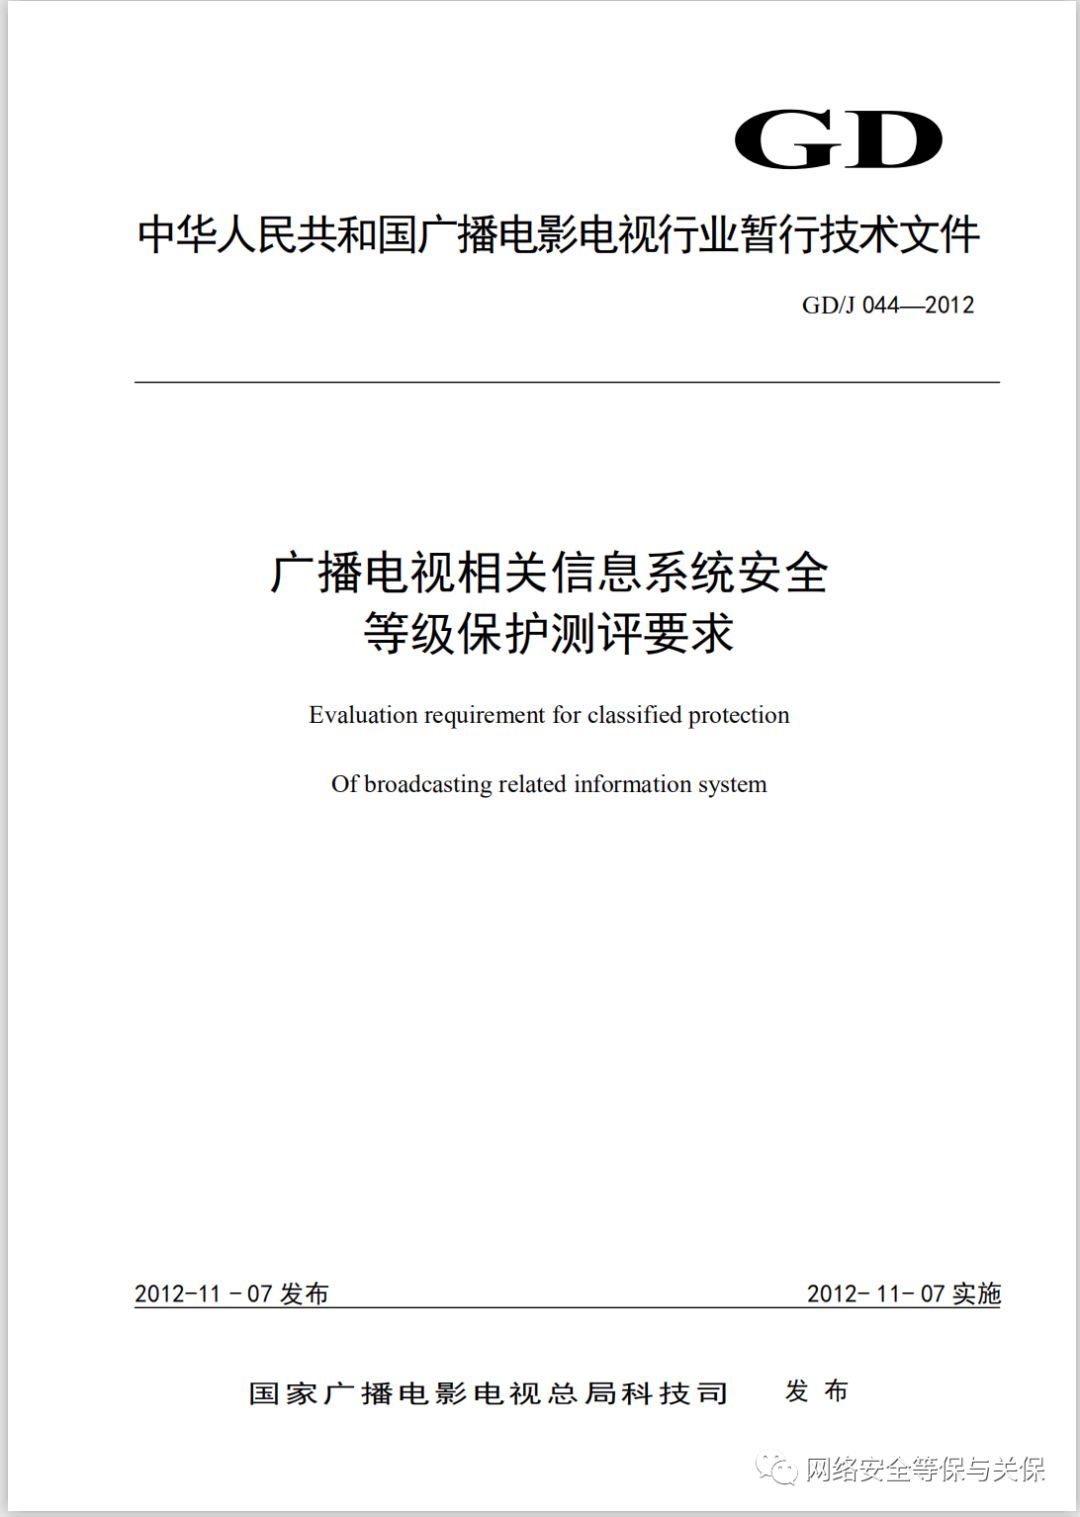 GD
中华人民共和国广播电影电视行业暂行技术文件
GD/J 044—2012
广播电视相关信息系统安全
等级保护测评要求
Evaluation requirement for classified protection
Of broadcasting related information system
2012-11-07 发布
2012-11-07 实施
国家广播电影电视总局科技司 发 布
网络安全等保与关保